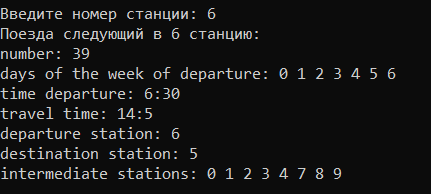 Введите номер станции: 6
Поезда следующий в 6 станцию:
number: 39
days of the week of departure: 0 1 2 3 4 5 6
time departure: 6:30
travel time: 14:5
departure station: 6
destination station: 5
intermediate stations: 0 1 2 3 4 7 8 9